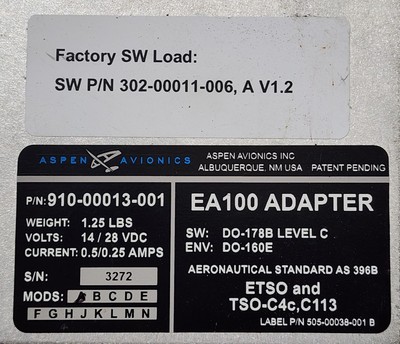 Factory SW Load:
SW P/N 302-00011-006, A V1.2
ASPEN AVIONICS
ASPEN AVIONICS INC
ALBUQUERQUE, NM USA PATENT PENDING
P/N: 910-00013-001
WEIGHT: 1.25 LBS
VOLTS: 14 / 28 VDC
CURRENT: 0.5/0.25 AMPS
S/N: 3272
MODS: B C D E
F G H J K L M N
EA100 ADAPTER
SW: DO-178B LEVEL C
ENV: DO-160E
AERONAUTICAL STANDARD AS 396B
ETSO and
TSO-C4c,C113
LABEL P/N 505-00038-001 B